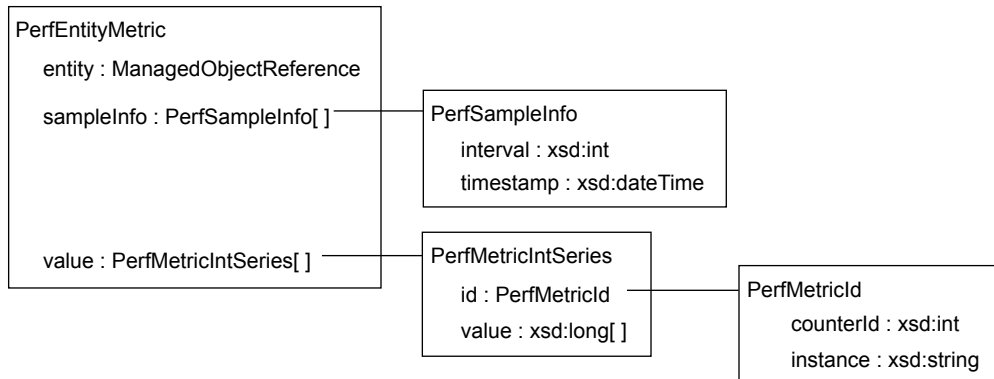 PerfEntityMetric
entity : ManagedObjectReference
sampleInfo : PerfSampleInfo[ ]
PerfSampleInfo
interval : xsd:int
timestamp : xsd:dateTime
value : PerfMetricIntSeries[ ]
PerfMetricIntSeries
id : PerfMetricId
value : xsd:long[ ]
PerfMetricId
counterId : xsd:int
instance : xsd:string